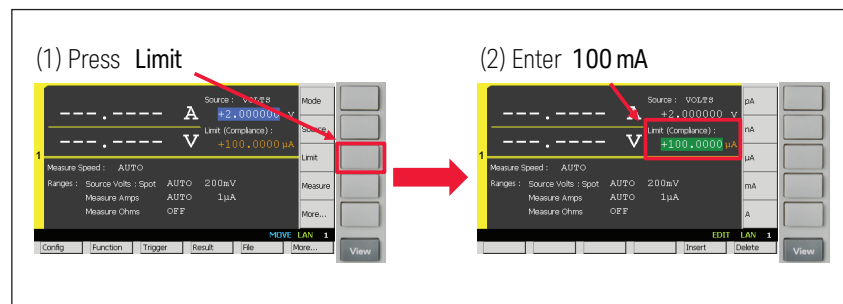 (1) Press Limit
(2) Enter 100 mA
---.---- A
Source : VOLTS
+2.000000 V
Mode
---.---- V
Limit (Compliance) :
+100.0000 µA
Source
1
Limit
Measure Speed : AUTO
Ranges : Source Volts : Spot AUTO 200mV
Measure Amps AUTO 1µA
Measure Ohms OFF
Measure
More...
MOVE LAN 1
Config Function Trigger Result File More... View
---.---- A
Source : VOLTS
+2.000000 V
pA
---.---- V
Limit (Compliance) :
+100.0000 µA
nA
1
µA
Measure Speed : AUTO
Ranges : Source Volts : Spot AUTO 200mV
Measure Amps AUTO 1µA
Measure Ohms OFF
mA
A
EDIT LAN 1
Insert Delete View